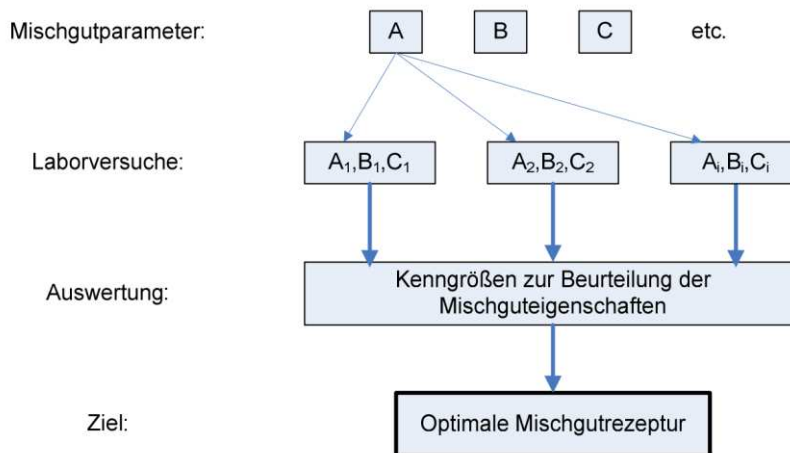 Mischgutparameter: A B C etc.
Laborversuche: A₁,B₁,C₁ A₂,B₂,C₂ Aᵢ,Bᵢ,Cᵢ
Auswertung: Kenngrößen zur Beurteilung der
Mischguteigenschaften
Ziel: Optimale Mischgutrezeptur